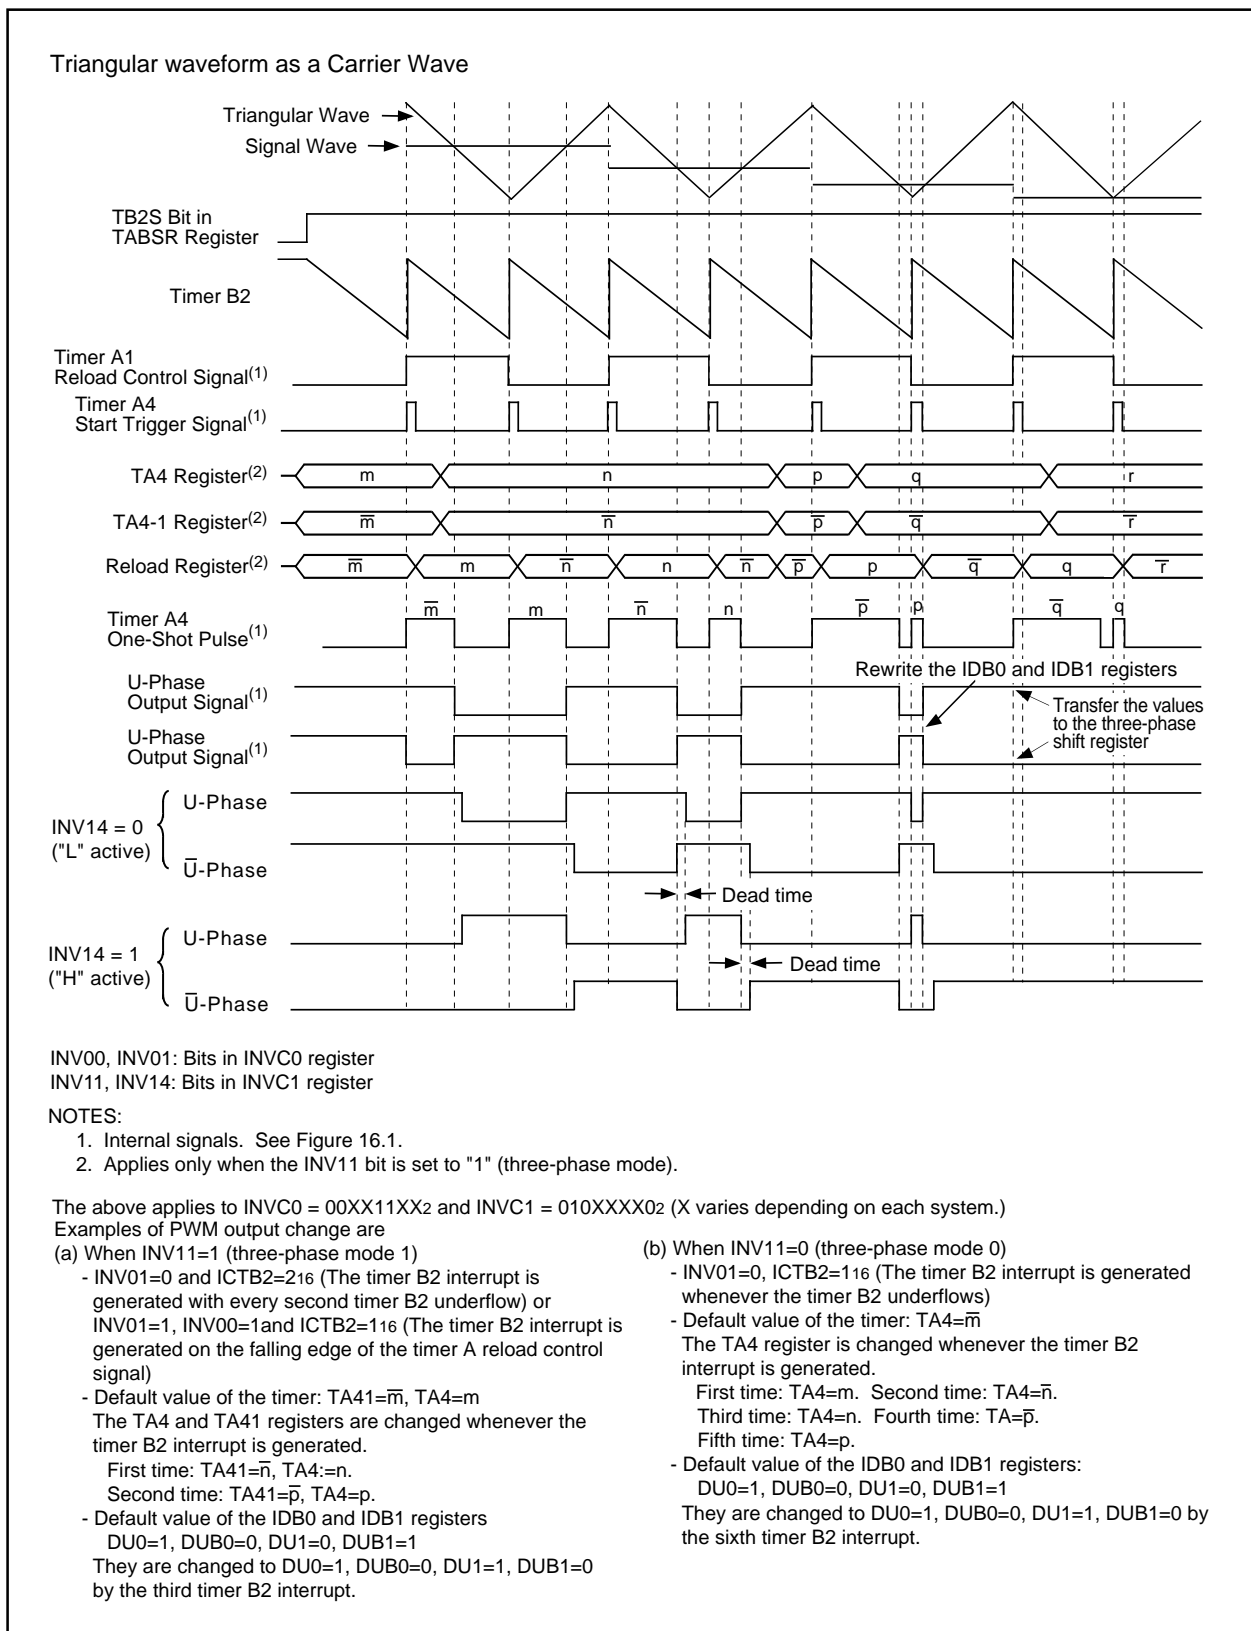 Triangular waveform as a Carrier Wave
Triangular Wave
Signal Wave
TB2S Bit in
TABSR Register
Timer B2
Timer A1
Reload Control Signal(1)
Timer A4
Start Trigger Signal(1)
TA4 Register(2)
m n p q r
TA4-1 Register(2)
m̅ n̅ p̅ q̅ r̅
Reload Register(2)
m̅ m n̅ n n̅ p̅ p q̅ q r̅
Timer A4
One-Shot Pulse(1)
m̅ m n̅ n p̅ p q̅ q
Rewrite the IDB0 and IDB1 registers
U-Phase
Output Signal(1)
Transfer the values
to the three-phase
shift register
U-Phase
Output Signal(1)
INV14 = 0
("L" active)
U-Phase
U̅-Phase
Dead time
INV14 = 1
("H" active)
U-Phase
Dead time
U̅-Phase
INV00, INV01: Bits in INVC0 register
INV11, INV14: Bits in INVC1 register
NOTES:
1. Internal signals. See Figure 16.1.
2. Applies only when the INV11 bit is set to "1" (three-phase mode).
The above applies to INVC0 = 00XX11XX2 and INVC1 = 010XXXX02 (X varies depending on each system.)
Examples of PWM output change are
(a) When INV11=1 (three-phase mode 1)
- INV01=0 and ICTB2=216 (The timer B2 interrupt is
generated with every second timer B2 underflow) or
INV01=1, INV00=1and ICTB2=116 (The timer B2 interrupt is
generated on the falling edge of the timer A reload control
signal)
- Default value of the timer: TA41=m̅, TA4=m
The TA4 and TA41 registers are changed whenever the
timer B2 interrupt is generated.
First time: TA41=n̅, TA4:=n.
Second time: TA41=p̅, TA4=p.
- Default value of the IDB0 and IDB1 registers
DU0=1, DUB0=0, DU1=0, DUB1=1
They are changed to DU0=1, DUB0=0, DU1=1, DUB1=0
by the third timer B2 interrupt.
(b) When INV11=0 (three-phase mode 0)
- INV01=0, ICTB2=116 (The timer B2 interrupt is generated
whenever the timer B2 underflows)
- Default value of the timer: TA4=m̅
The TA4 register is changed whenever the timer B2
interrupt is generated.
First time: TA4=m. Second time: TA4=n̅.
Third time: TA4=n. Fourth time: TA=p̅.
Fifth time: TA4=p.
- Default value of the IDB0 and IDB1 registers:
DU0=1, DUB0=0, DU1=0, DUB1=1
They are changed to DU0=1, DUB0=0, DU1=1, DUB1=0 by
the sixth timer B2 interrupt.